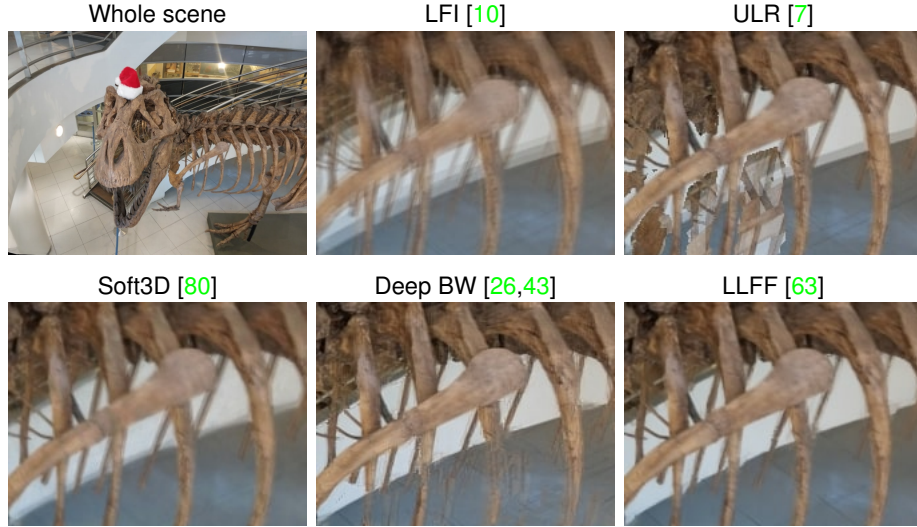 Whole scene
LFI [10]
ULR [7]
Soft3D [80]
Deep BW [26,43]
LLFF [63]